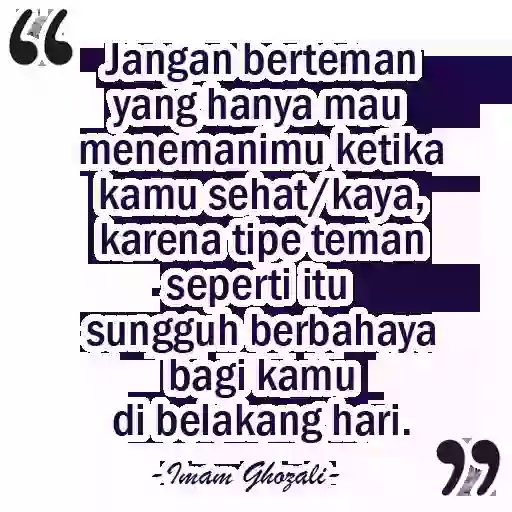 “
Jangan berteman
yang hanya mau
menemanimu ketika
kamu sehat/kaya,
karena tipe teman
seperti itu
sungguh berbahaya
bagi kamu
di belakang hari.
”
-Imam Ghozali-